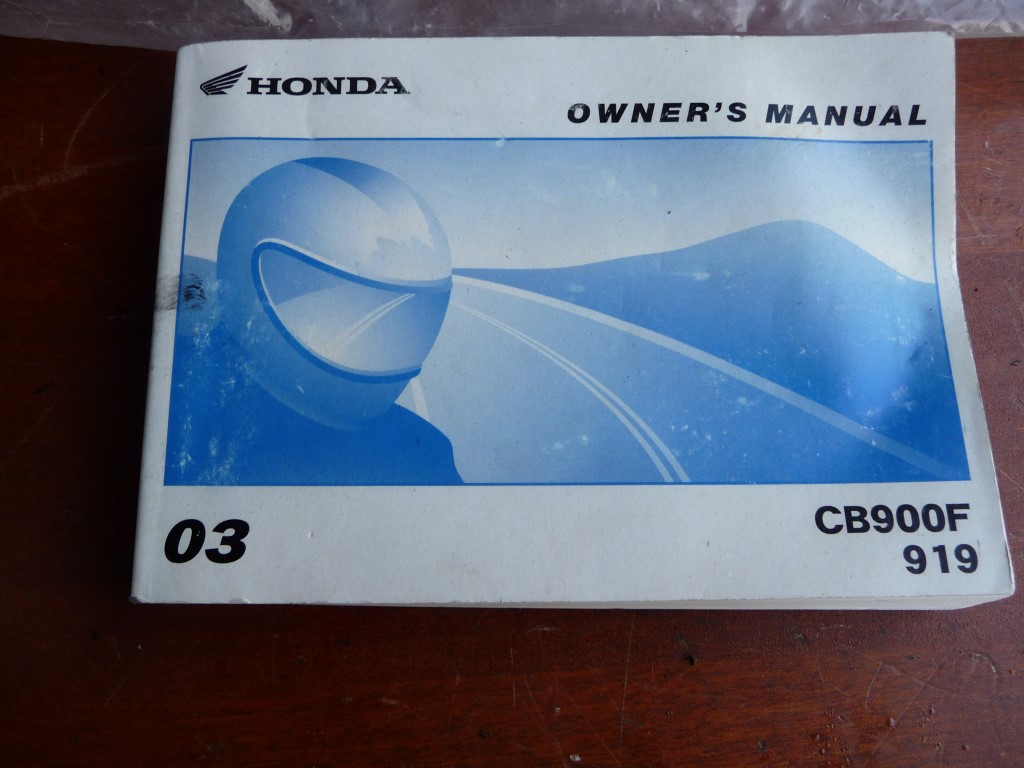 HONDA
OWNER'S MANUAL
03
CB900F
919